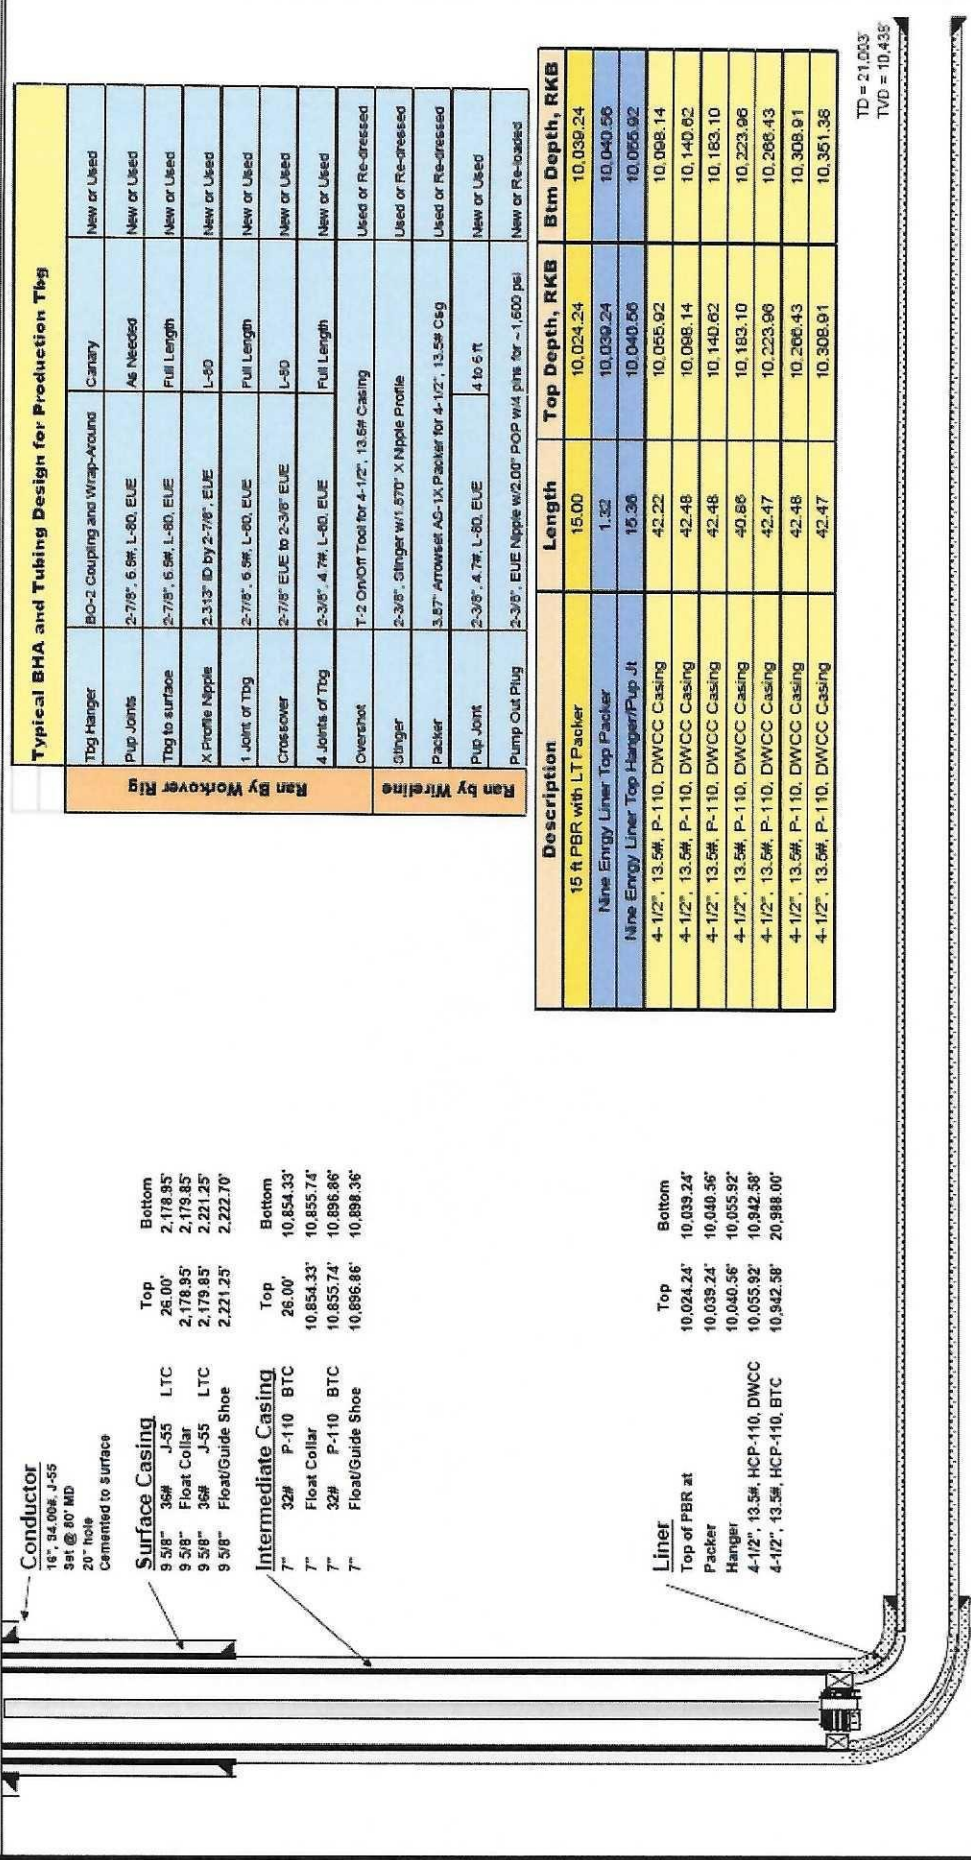 Conductor
16", 94.00#, J-55
Set @ 80' MD
20" hole
Cemented to surface
Surface Casing Top Bottom
9 5/8" 36# J-55 LTC 26.00' 2,178.95'
9 5/8" Float Collar 2,178.95' 2,179.85'
9 5/8" 36# J-55 LTC 2,179.85' 2,221.25'
9 5/8" Float/Guide Shoe 2,221.25' 2,222.70'
Intermediate Casing Top Bottom
7" 32# P-110 BTC 26.00' 10,854.33'
7" Float Collar 10,854.33' 10,855.74'
7" 32# P-110 BTC 10,855.74' 10,896.86'
7" Float/Guide Shoe 10,896.86' 10,898.36'
Liner Top Bottom
Top of PBR at 10,024.24' 10,039.24'
Packer 10,039.24' 10,040.56'
Hanger 10,040.56' 10,055.92'
4-1/2", 13.5#, HCP-110, DWCC 10,055.92' 10,942.58'
4-1/2", 13.5#, HCP-110, BTC 10,942.58' 20,988.00'
Typical BHA and Tubing Design for Production Tbg
Ran By Workover Rig
Tbg Hanger B-O-2 Coupling and Wrap-Around Canary New or Used
Pup Joints 2-7/8", 6.5#, L-80, EUE As Needed New or Used
Tbg to surface 2-7/8", 6.5#, L-80, EUE Full Length New or Used
X Profile Nipple 2.313" ID by 2-7/8", EUE L-80 New or Used
1 Joint of Tbg 2-7/8", 6.5#, L-80, EUE Full Length New or Used
Crossover 2-7/8" EUE to 2-3/8" EUE L-80 New or Used
4 Joints of Tbg 2-3/8", 4.7#, L-80, EUE Full Length New or Used
Overshot T-2 On/Off Tool for 4-1/2", 13.5# Casing Used or Re-dressed
Ran by Wireline
Stinger 2-3/8", Stinger w/1.870" X Nipple Profile Used or Re-dressed
Packer 3.87" Arrowset AS-1X Packer for 4-1/2", 13.5# Csg Used or Re-dressed
Pup Joint 2-3/8", 4.7#, L-80, EUE 4 to 6 ft New or Used
Pump Out Plug 2-3/8", EUE Nipple w/2.00" POP w/4 pins for ~1,600 psi New or Re-loaded
Description Length Top Depth, RKB Btm Depth, RKB
15 ft PBR with LT Packer 15.00 10,024.24 10,039.24
Nine Enrgy Liner Top Packer 1.32 10,039.24 10,040.56
Nine Enrgy Liner Top Hanger/Pup Jt 15.36 10,040.56 10,055.92
4-1/2", 13.5#, P-110, DWCC Casing 42.22 10,055.92 10,098.14
4-1/2", 13.5#, P-110, DWCC Casing 42.48 10,098.14 10,140.62
4-1/2", 13.5#, P-110, DWCC Casing 42.48 10,140.62 10,183.10
4-1/2", 13.5#, P-110, DWCC Casing 40.86 10,183.10 10,223.96
4-1/2", 13.5#, P-110, DWCC Casing 42.47 10,223.96 10,266.43
4-1/2", 13.5#, P-110, DWCC Casing 42.48 10,266.43 10,308.91
4-1/2", 13.5#, P-110, DWCC Casing 42.47 10,308.91 10,351.38
TD = 21,003'
TVD = 10,438'